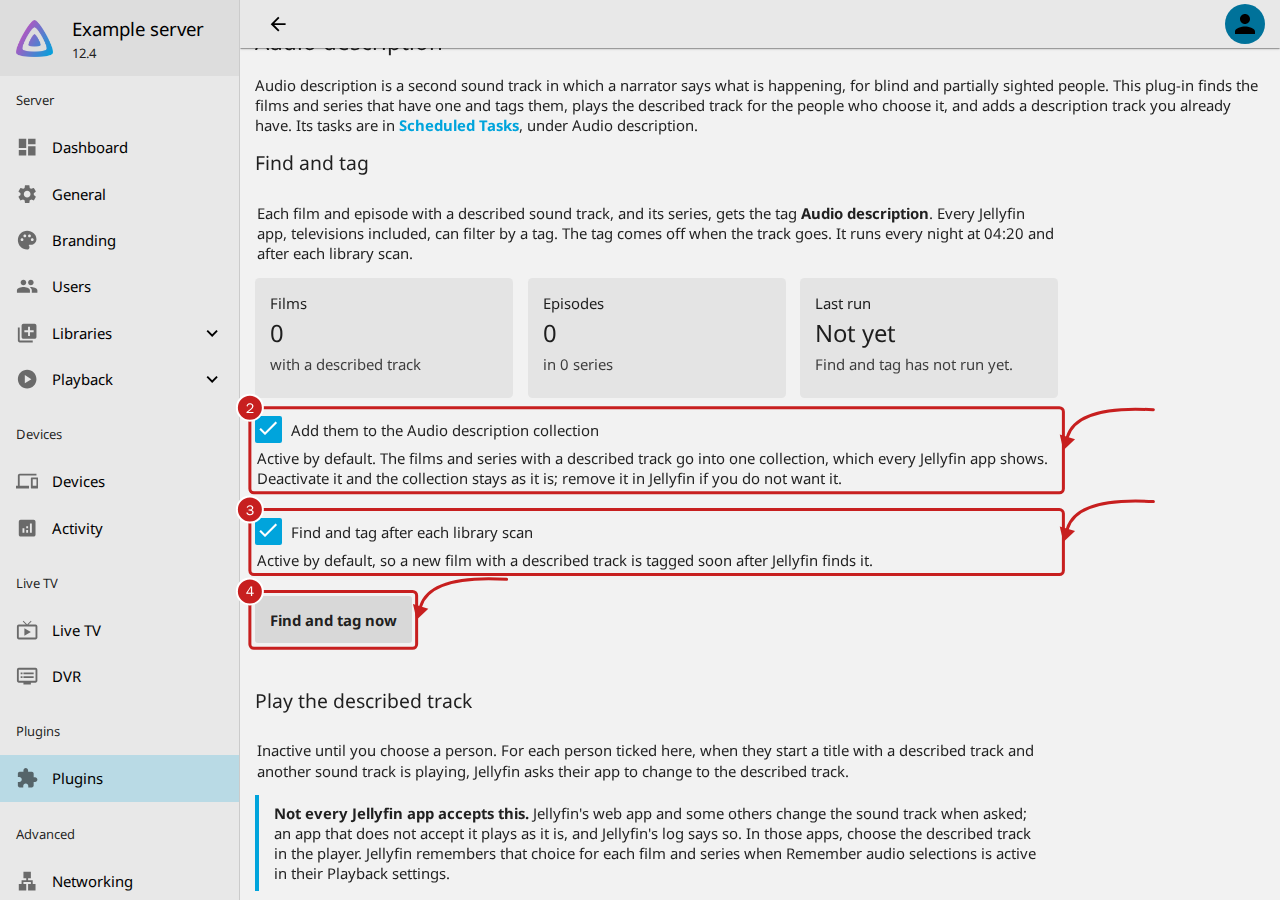 Example server
12.4
Server
Dashboard
General
Branding
Users
Libraries
Playback
Devices
Devices
Activity
Live TV
Live TV
DVR
Plugins
Plugins
Advanced
Networking
Audio description
Audio description is a second sound track in which a narrator says what is happening, for blind and partially sighted people. This plug-in finds the
films and series that have one and tags them, plays the described track for the people who choose it, and adds a description track you already
have. Its tasks are in Scheduled Tasks, under Audio description.
Find and tag
Each film and episode with a described sound track, and its series, gets the tag Audio description. Every Jellyfin
app, televisions included, can filter by a tag. The tag comes off when the track goes. It runs every night at 04:20 and
after each library scan.
Films
0
with a described track
Episodes
0
in 0 series
Last run
Not yet
Find and tag has not run yet.
2
Add them to the Audio description collection
Active by default. The films and series with a described track go into one collection, which every Jellyfin app shows.
Deactivate it and the collection stays as it is; remove it in Jellyfin if you do not want it.
3
Find and tag after each library scan
Active by default, so a new film with a described track is tagged soon after Jellyfin finds it.
4
Find and tag now
Play the described track
Inactive until you choose a person. For each person ticked here, when they start a title with a described track and
another sound track is playing, Jellyfin asks their app to change to the described track.
Not every Jellyfin app accepts this. Jellyfin's web app and some others change the sound track when asked;
an app that does not accept it plays as it is, and Jellyfin's log says so. In those apps, choose the described track
in the player. Jellyfin remembers that choice for each film and series when Remember audio selections is active
in their Playback settings.